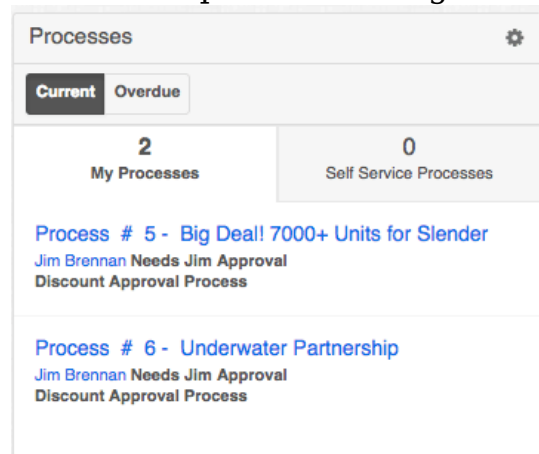 Processes
Current Overdue
2 0
My Processes Self Service Processes
Process # 5 - Big Deal! 7000+ Units for Slender
Jim Brennan Needs Jim Approval
Discount Approval Process
Process # 6 - Underwater Partnership
Jim Brennan Needs Jim Approval
Discount Approval Process